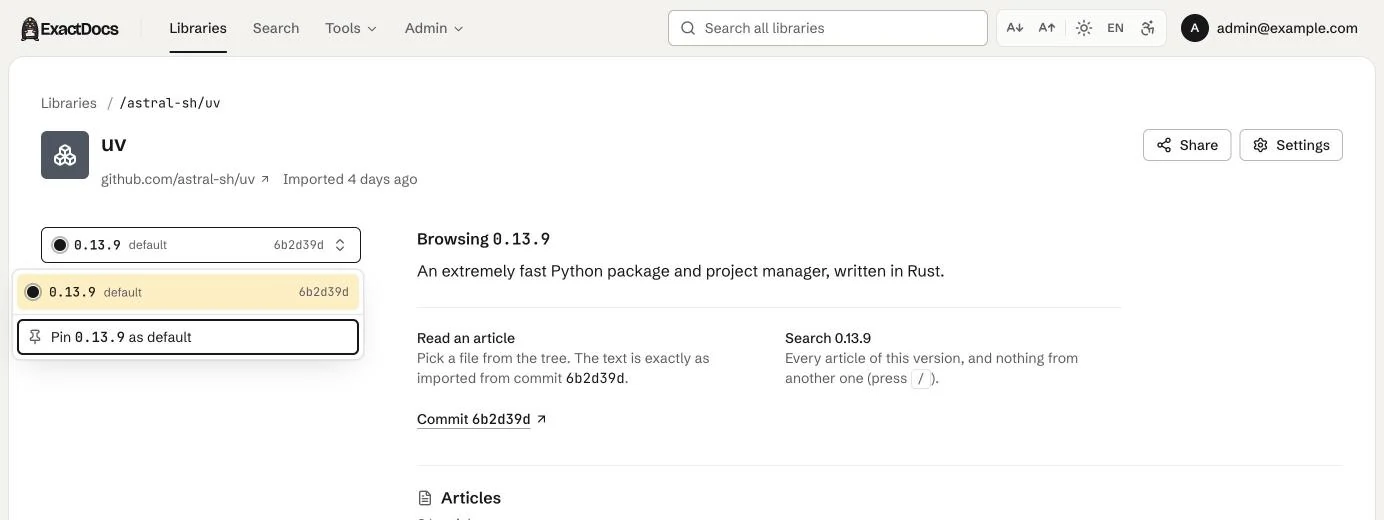 ExactDocs Libraries Search Tools Admin Search all libraries A↓ A↑ EN A admin@example.com
Libraries / /astral-sh/uv
uv
Share Settings
github.com/astral-sh/uv ↗ Imported 4 days ago
0.13.9 default 6b2d39d
0.13.9 default 6b2d39d
Pin 0.13.9 as default
Browsing 0.13.9
An extremely fast Python package and project manager, written in Rust.
Read an article
Pick a file from the tree. The text is exactly as
imported from commit 6b2d39d.
Commit 6b2d39d ↗
Search 0.13.9
Every article of this version, and nothing from
another one (press / ).
Articles